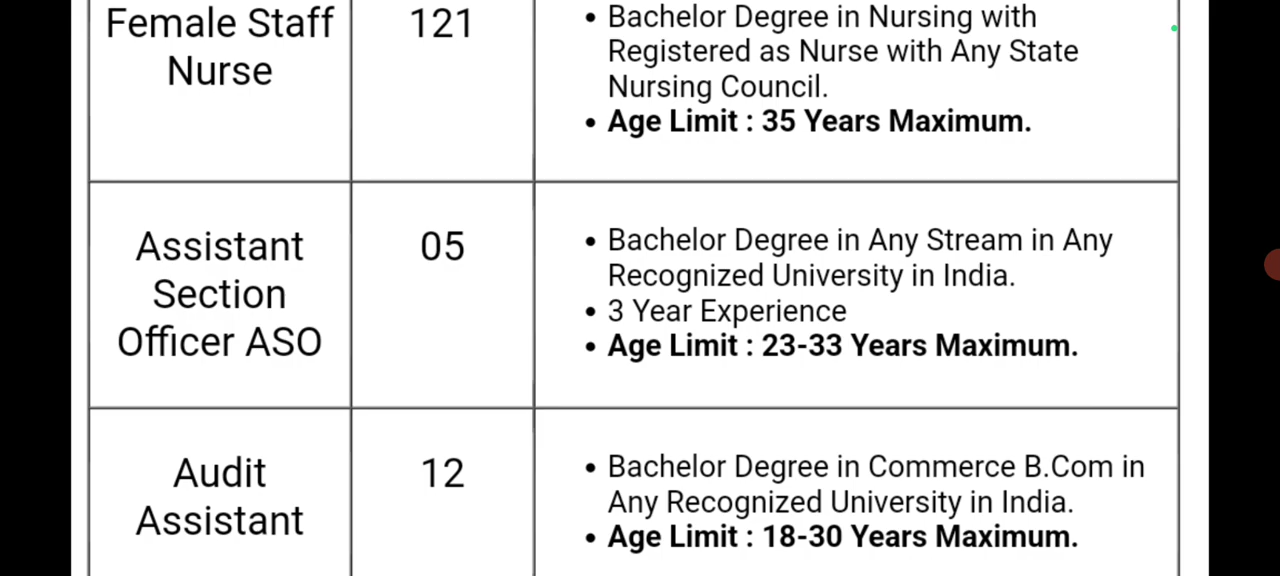 Female Staff
Nurse
121
• Bachelor Degree in Nursing with
Registered as Nurse with Any State
Nursing Council.
• Age Limit : 35 Years Maximum.
Assistant
Section
Officer ASO
05
• Bachelor Degree in Any Stream in Any
Recognized University in India.
• 3 Year Experience
• Age Limit : 23-33 Years Maximum.
Audit
Assistant
12
• Bachelor Degree in Commerce B.Com in
Any Recognized University in India.
• Age Limit : 18-30 Years Maximum.